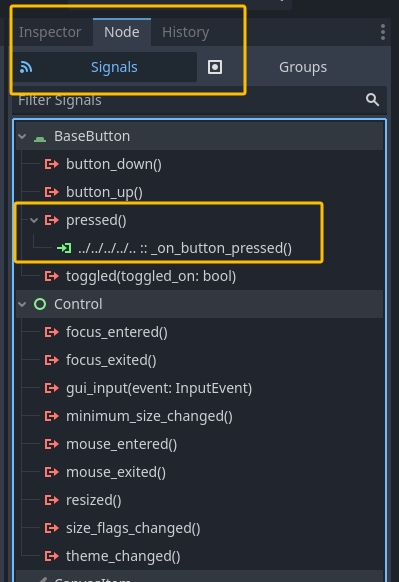 Inspector Node History
Signals Groups
Filter Signals
BaseButton
button_down()
button_up()
pressed()
../../../../.. :: _on_button_pressed()
toggled(toggled_on: bool)
Control
focus_entered()
focus_exited()
gui_input(event: InputEvent)
minimum_size_changed()
mouse_entered()
mouse_exited()
resized()
size_flags_changed()
theme_changed()
CanvasItem